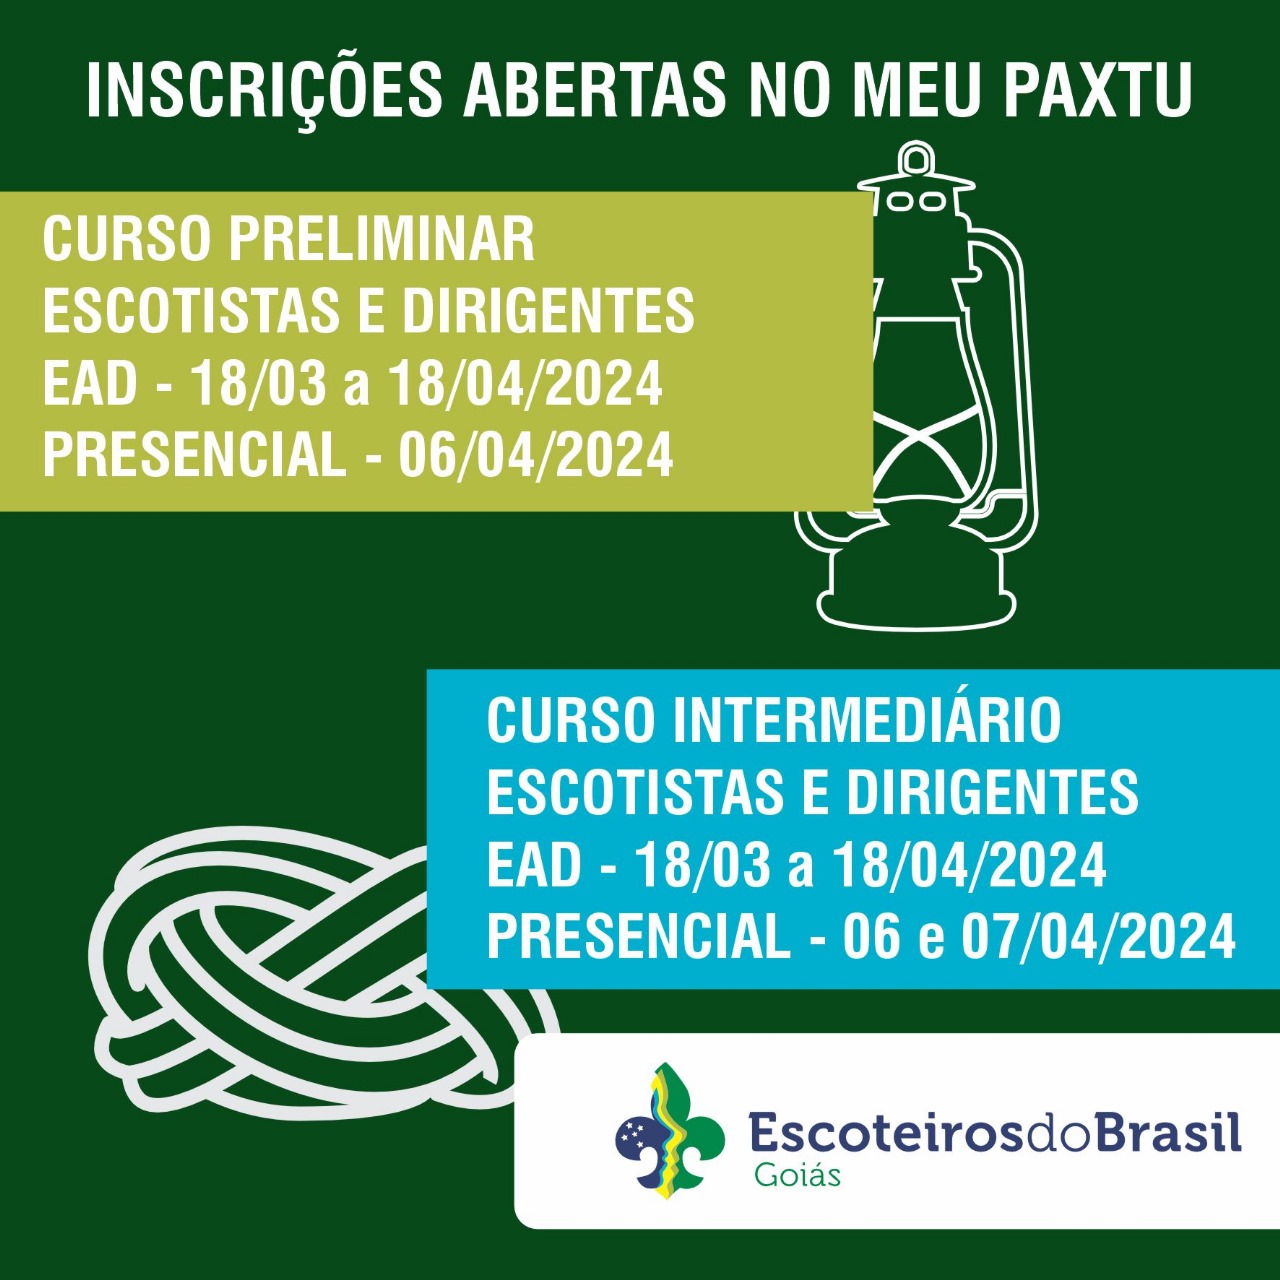 INSCRIÇÕES ABERTAS NO MEU PAXTU
CURSO PRELIMINAR
ESCOTISTAS E DIRIGENTES
EAD - 18/03 a 18/04/2024
PRESENCIAL - 06/04/2024
CURSO INTERMEDIÁRIO
ESCOTISTAS E DIRIGENTES
EAD - 18/03 a 18/04/2024
PRESENCIAL - 06 e 07/04/2024
EscoteirosdoBrasil
Goiás